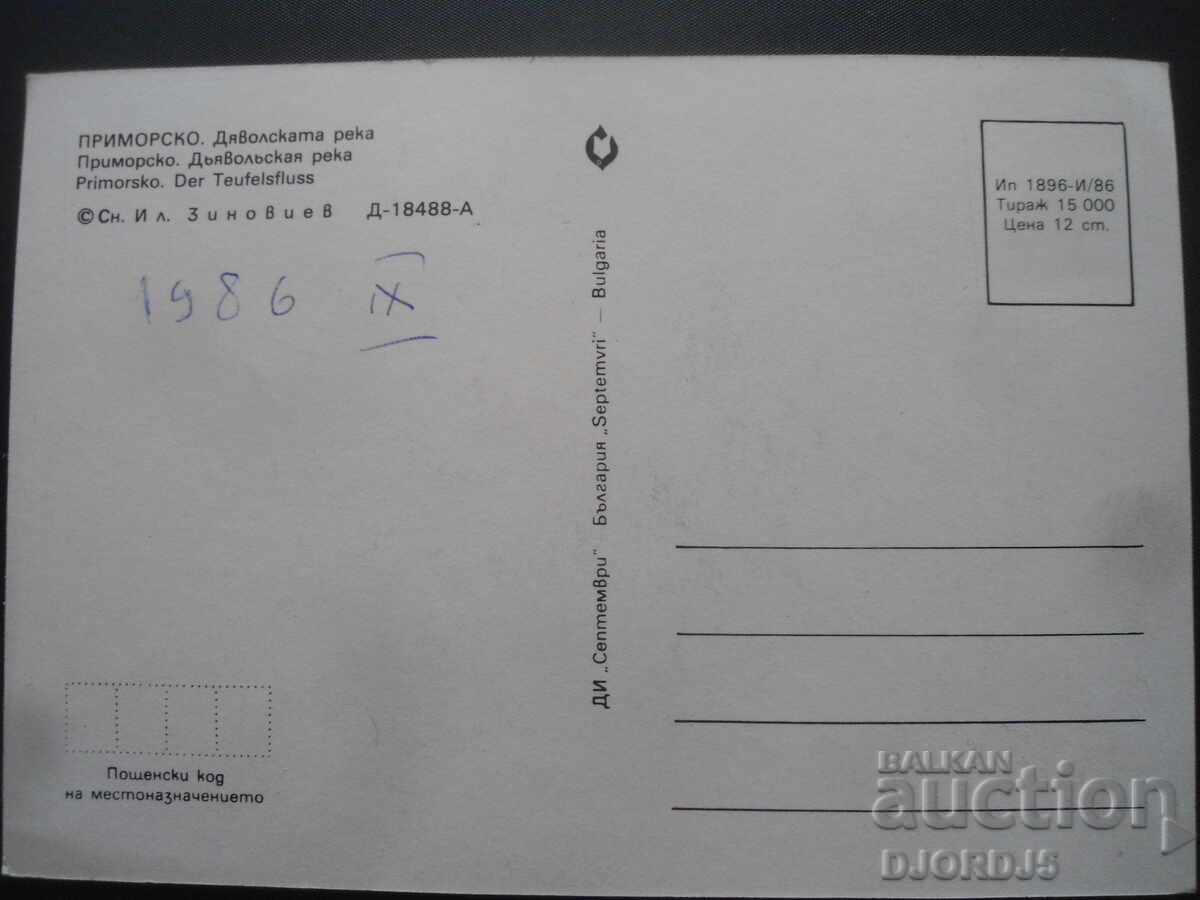 ПРИМОРСКО. Дяволската река
Приморско. Дьявольская река
Primorsko. Der Teufelsfluss
© Сн. Ил. Зиновиев Д-18488-А
1986 IX
ДИ „Септември" – България „Septemvri" – Bulgaria
Ип 1896-И/86
Тираж 15 000
Цена 12 ст.
Пощенски код
на местоназначението
BALKAN
auction
DJORDJ5